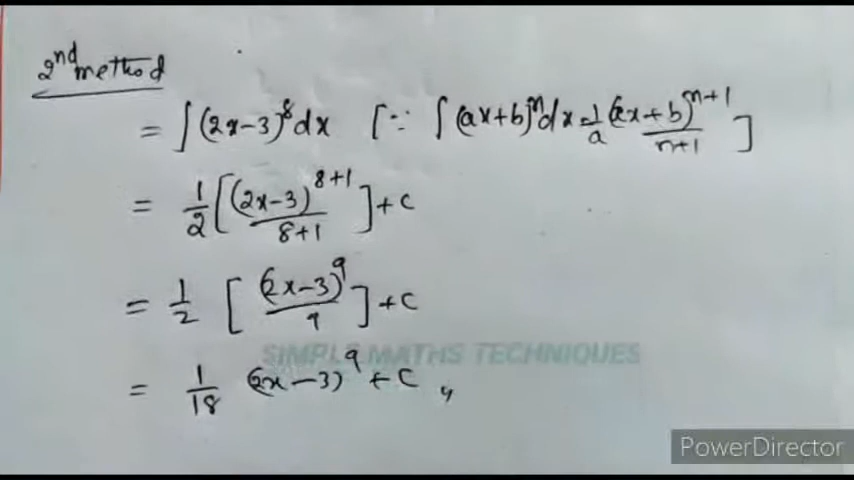 2nd method
= ∫(2x-3)^8 dx [∵ ∫(ax+b)^n dx = 1/a (ax+b)^(n+1)/(n+1)]
= 1/2 [(2x-3)^(8+1)/(8+1)] + c
= 1/2 [(2x-3)^9/9] + c
SIMPLE MATHS TECHNIQUES
= 1/18 (2x-3)^9 + c
PowerDirector